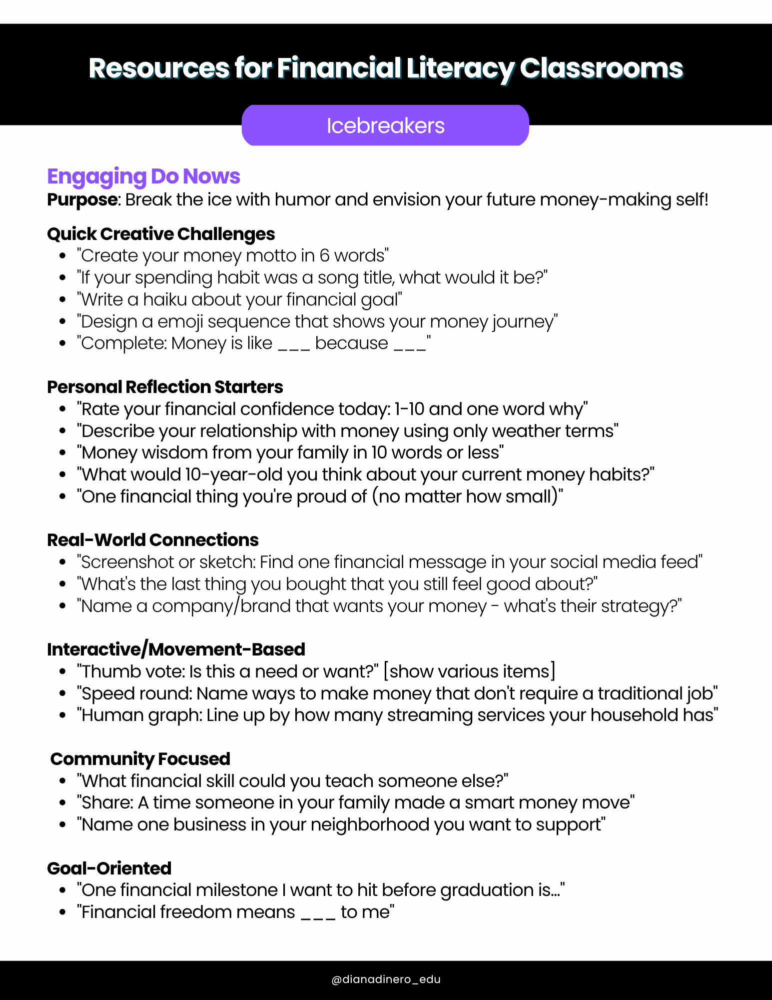 Resources for Financial Literacy Classrooms
Icebreakers
Engaging Do Nows
Purpose: Break the ice with humor and envision your future money-making self!
Quick Creative Challenges
• "Create your money motto in 6 words"
• "If your spending habit was a song title, what would it be?"
• "Write a haiku about your financial goal"
• "Design a emoji sequence that shows your money journey"
• "Complete: Money is like ___ because ___"
Personal Reflection Starters
• "Rate your financial confidence today: 1-10 and one word why"
• "Describe your relationship with money using only weather terms"
• "Money wisdom from your family in 10 words or less"
• "What would 10-year-old you think about your current money habits?"
• "One financial thing you're proud of (no matter how small)"
Real-World Connections
• "Screenshot or sketch: Find one financial message in your social media feed"
• "What's the last thing you bought that you still feel good about?"
• "Name a company/brand that wants your money - what's their strategy?"
Interactive/Movement-Based
• "Thumb vote: Is this a need or want?" [show various items]
• "Speed round: Name ways to make money that don't require a traditional job"
• "Human graph: Line up by how many streaming services your household has"
Community Focused
• "What financial skill could you teach someone else?"
• "Share: A time someone in your family made a smart money move"
• "Name one business in your neighborhood you want to support"
Goal-Oriented
• "One financial milestone I want to hit before graduation is..."
• "Financial freedom means ___ to me"
@dianadinero_edu